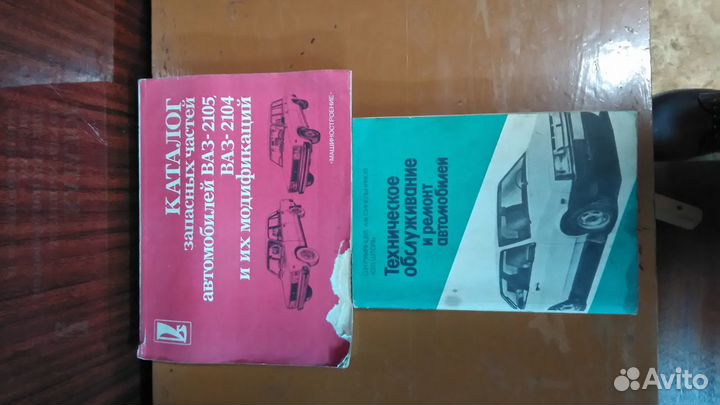 КАТАЛОГ
запасных частей
автомобилей ВАЗ-2105,
ВАЗ-2104
и их модификаций
«МАШИНОСТРОЕНИЕ»
Техническое
обслуживание
и ремонт
автомобилей
Avito